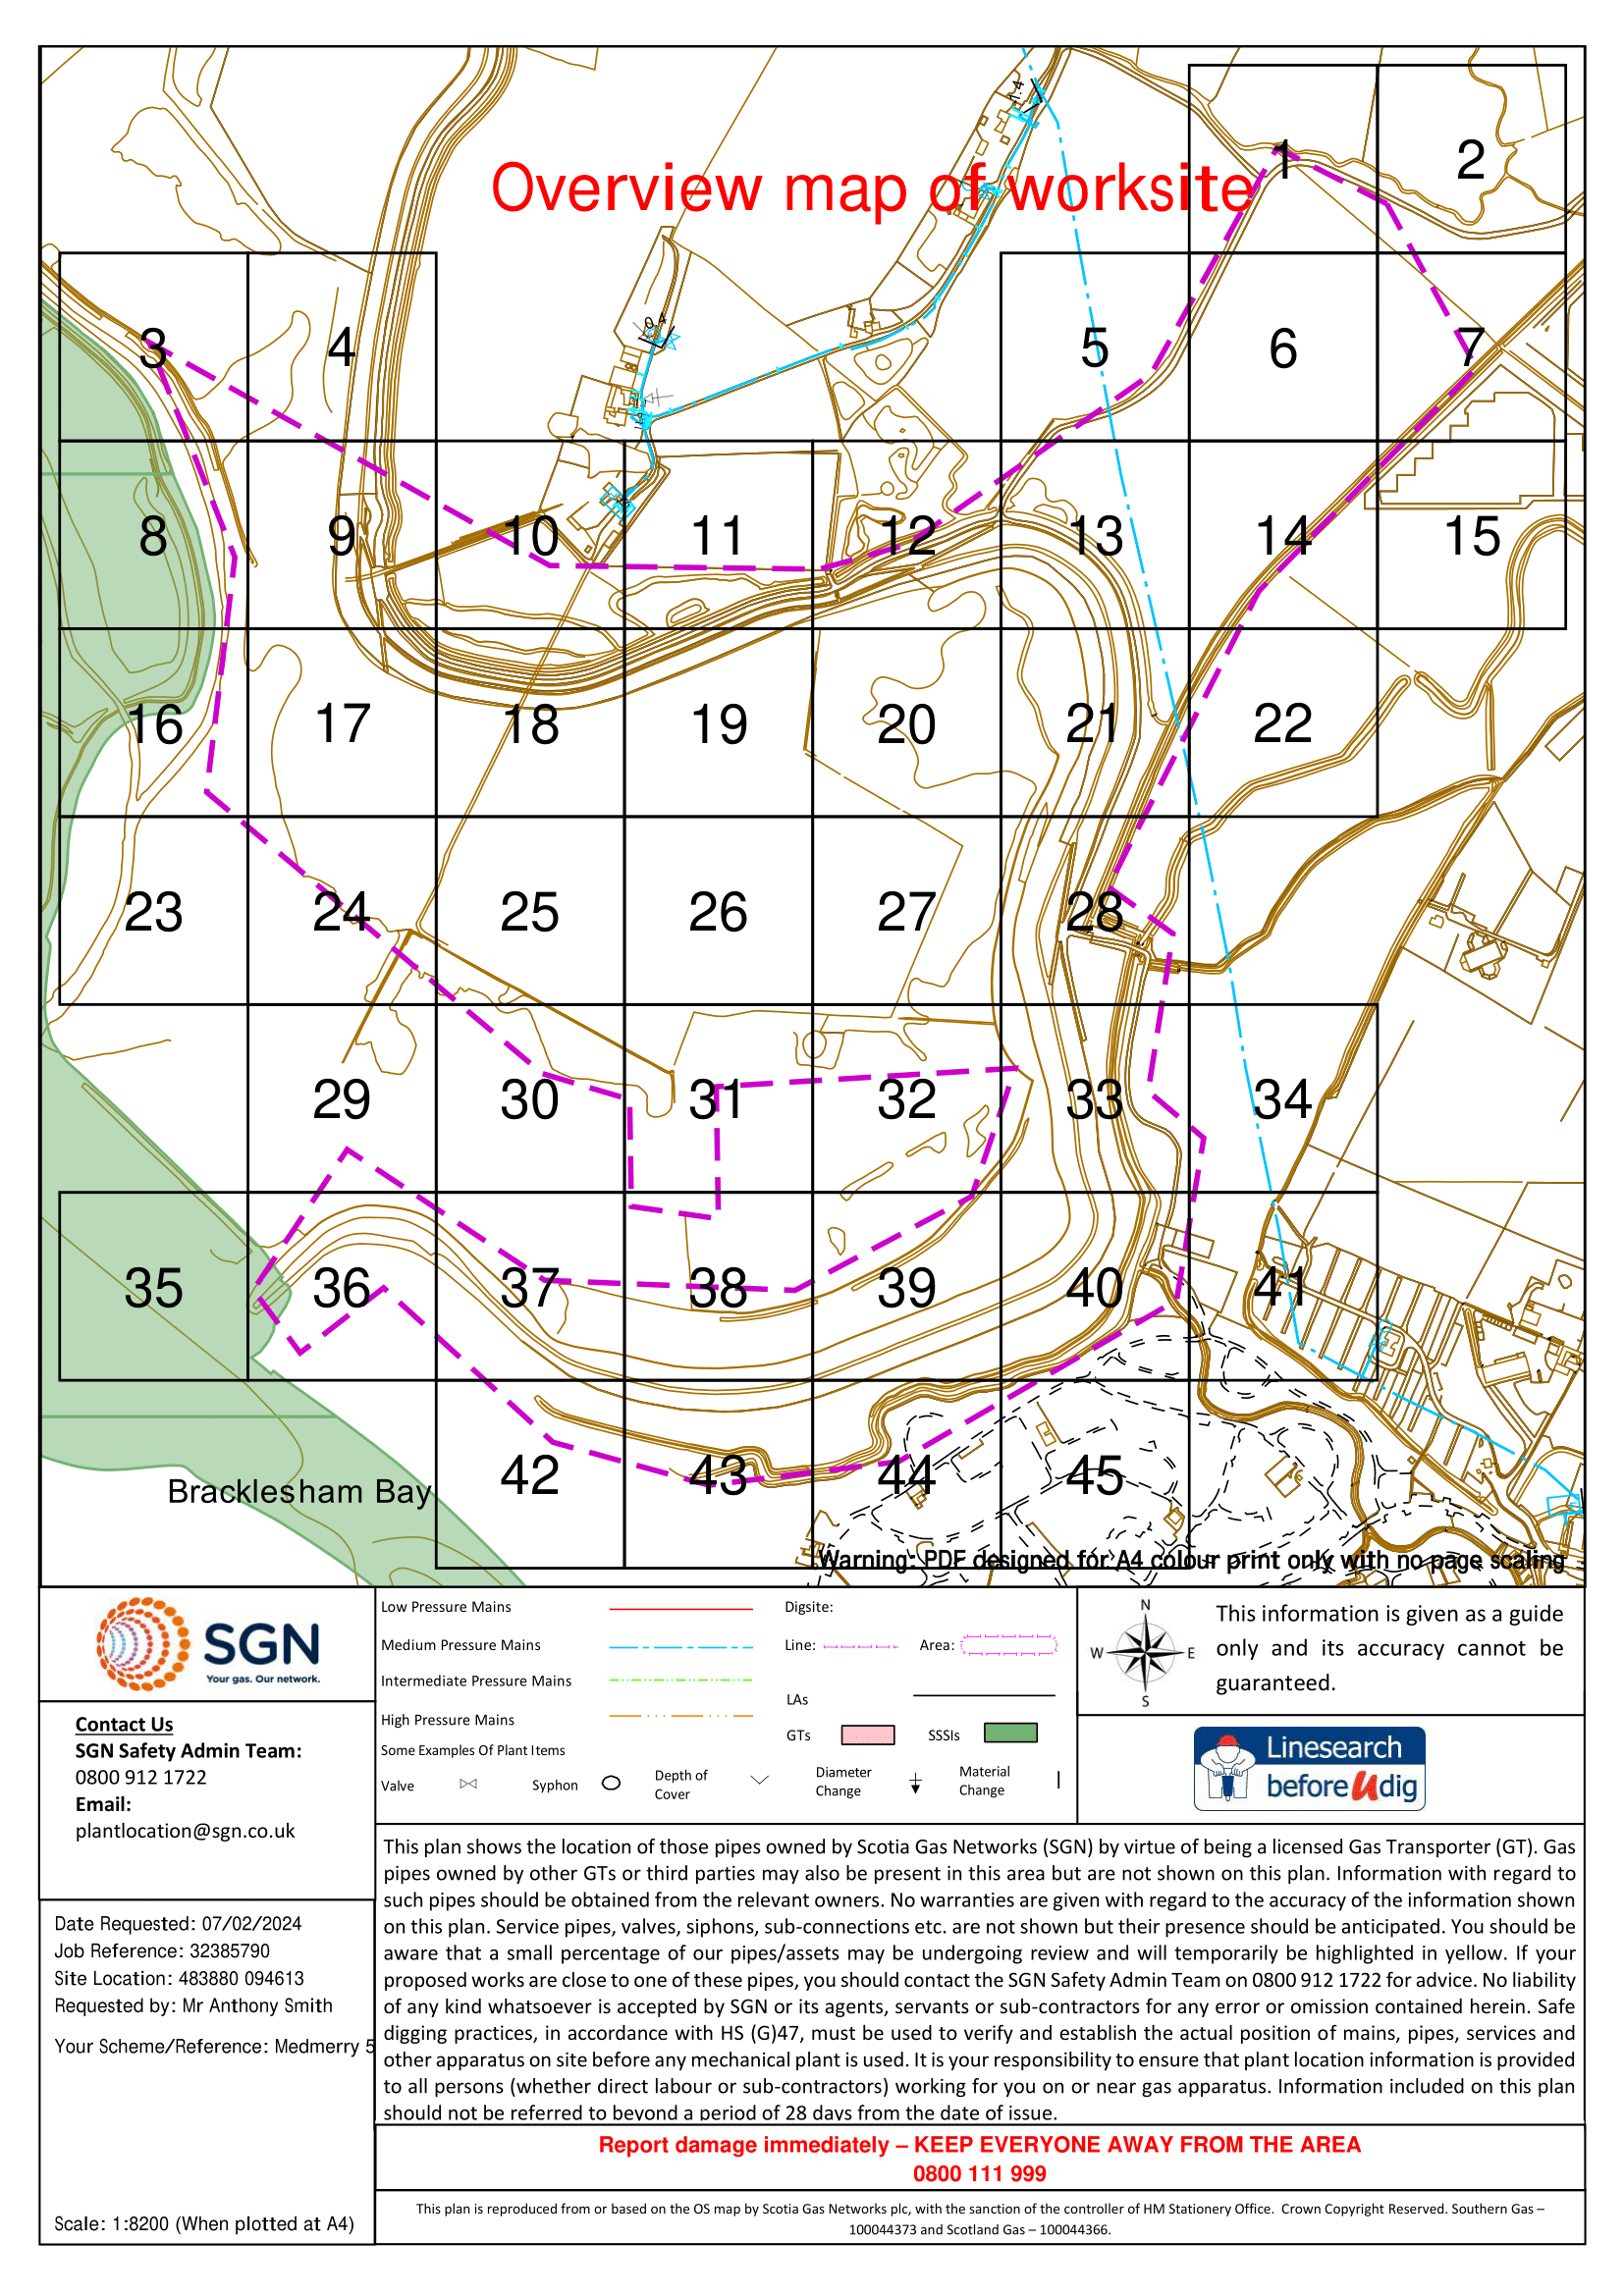 Overview map of worksite
1.4
0.4
1
2
3
4
5
6
7
8
9
10
11
12
13
14
15
16
17
18
19
20
21
22
23
24
25
26
27
28
29
30
31
32
33
34
35
36
37
38
39
40
41
42
43
44
45
Bracklesham Bay
Warning: PDF designed for A4 colour print only with no page scaling
SGN
Your gas. Our network.
Contact Us
SGN Safety Admin Team:
0800 912 1722
Email:
plantlocation@sgn.co.uk
Date Requested: 07/02/2024
Job Reference: 32385790
Site Location: 483880 094613
Requested by: Mr Anthony Smith
Your Scheme/Reference: Medmerry 5
Scale: 1:8200 (When plotted at A4)
Low Pressure Mains
Medium Pressure Mains
Intermediate Pressure Mains
High Pressure Mains
Some Examples Of Plant Items
Valve
Syphon
Depth of
Cover
Diameter
Change
Material
Change
Digsite:
Line:
Area:
LAs
GTs
SSSIs
N
W
E
S
This information is given as a guide
only and its accuracy cannot be
guaranteed.
Linesearch
beforeUdig
This plan shows the location of those pipes owned by Scotia Gas Networks (SGN) by virtue of being a licensed Gas Transporter (GT). Gas
pipes owned by other GTs or third parties may also be present in this area but are not shown on this plan. Information with regard to
such pipes should be obtained from the relevant owners. No warranties are given with regard to the accuracy of the information shown
on this plan. Service pipes, valves, siphons, sub-connections etc. are not shown but their presence should be anticipated. You should be
aware that a small percentage of our pipes/assets may be undergoing review and will temporarily be highlighted in yellow. If your
proposed works are close to one of these pipes, you should contact the SGN Safety Admin Team on 0800 912 1722 for advice. No liability
of any kind whatsoever is accepted by SGN or its agents, servants or sub-contractors for any error or omission contained herein. Safe
digging practices, in accordance with HS (G)47, must be used to verify and establish the actual position of mains, pipes, services and
other apparatus on site before any mechanical plant is used. It is your responsibility to ensure that plant location information is provided
to all persons (whether direct labour or sub-contractors) working for you on or near gas apparatus. Information included on this plan
should not be referred to beyond a period of 28 days from the date of issue.
Report damage immediately – KEEP EVERYONE AWAY FROM THE AREA
0800 111 999
This plan is reproduced from or based on the OS map by Scotia Gas Networks plc, with the sanction of the controller of HM Stationery Office. Crown Copyright Reserved. Southern Gas –
100044373 and Scotland Gas – 100044366.